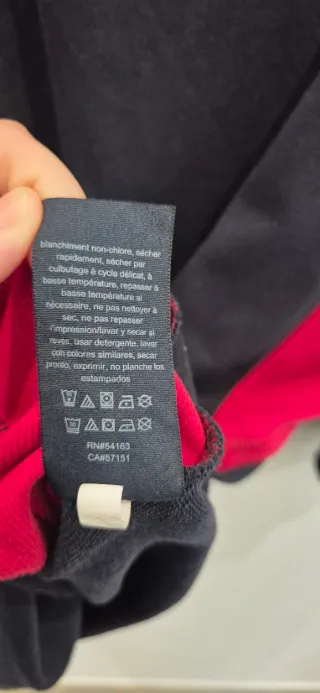 blanchiment non-chlore, sécher
rapidement, sécher par
culbutage à cycle délicat, à
basse température, repasser à
basse température si
nécessaire, ne pas nettoyer à
sec, ne pas repasser
l'impression/lavar y secar al
revés, usar detergente, lavar
con colores similares, secar
pronto, exprimir, no planche los
estampados
RN#54163
CA#57151